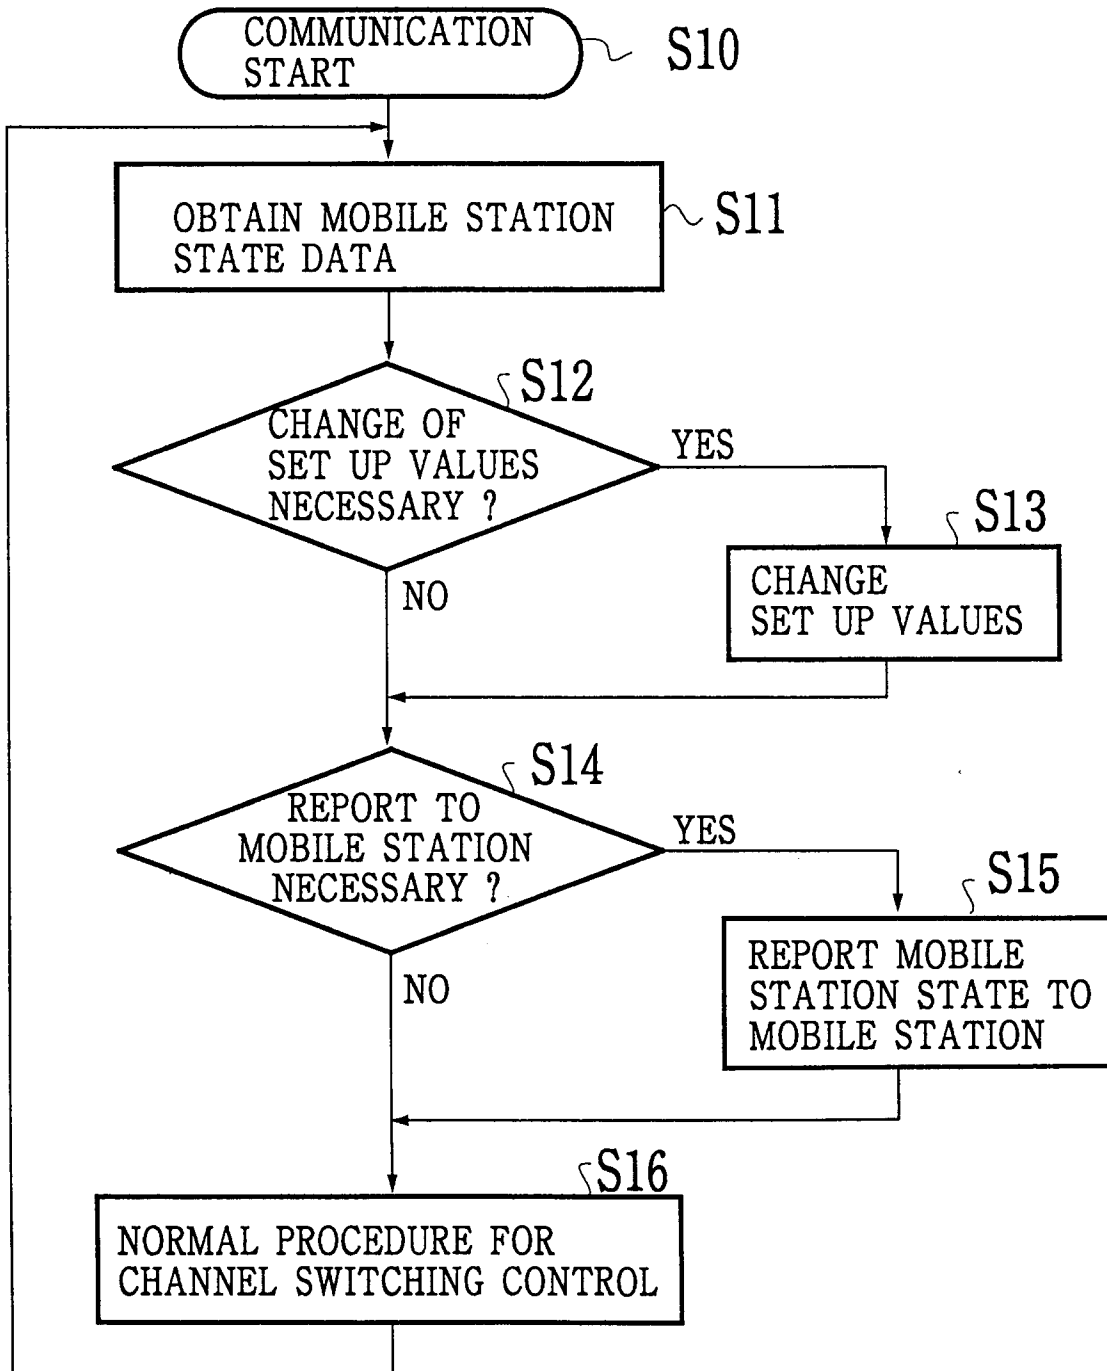 COMMUNICATION
START
S10
OBTAIN MOBILE STATION
STATE DATA
S11
S12
CHANGE OF
SET UP VALUES
NECESSARY ?
YES
NO
S13
CHANGE
SET UP VALUES
S14
REPORT TO
MOBILE STATION
NECESSARY ?
YES
NO
S15
REPORT MOBILE
STATION STATE TO
MOBILE STATION
S16
NORMAL PROCEDURE FOR
CHANNEL SWITCHING CONTROL